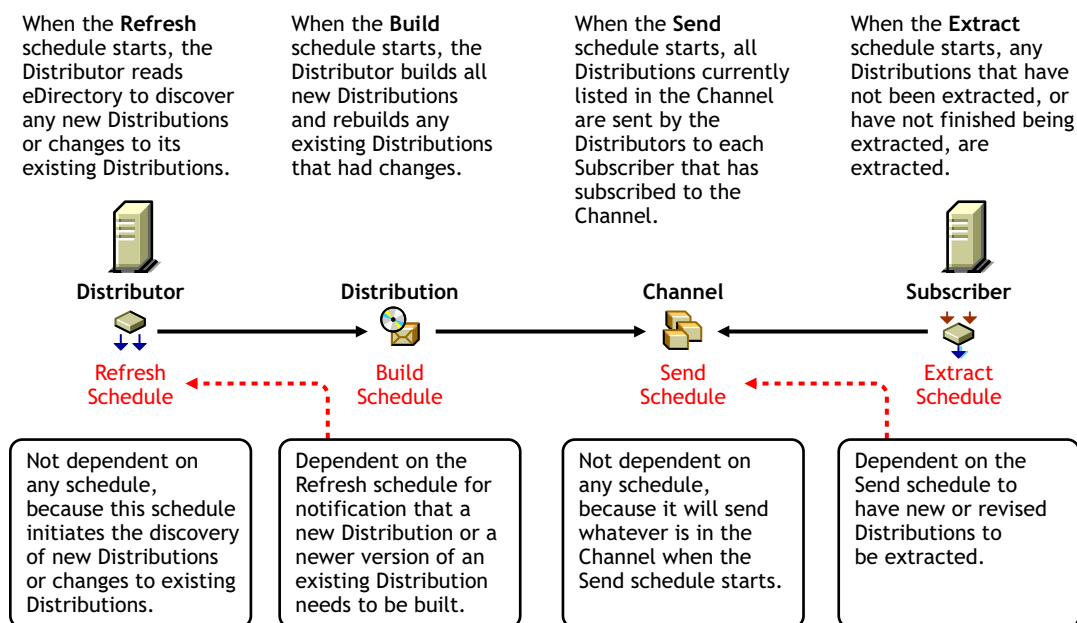 When the Refresh
schedule starts, the
Distributor reads
eDirectory to discover
any new Distributions
or changes to its
existing Distributions.
When the Build
schedule starts, the
Distributor builds all
new Distributions
and rebuilds any
existing Distributions
that had changes.
When the Send
schedule starts, all
Distributions currently
listed in the Channel
are sent by the
Distributors to each
Subscriber that has
subscribed to the
Channel.
When the Extract
schedule starts, any
Distributions that have
not been extracted, or
have not finished being
extracted, are
extracted.
Distributor
Distribution
Channel
Subscriber
Refresh
Schedule
Build
Schedule
Send
Schedule
Extract
Schedule
Not dependent on
any schedule,
because this schedule
initiates the discovery
of new Distributions
or changes to existing
Distributions.
Dependent on the
Refresh schedule for
notification that a
new Distribution or a
newer version of an
existing Distribution
needs to be built.
Not dependent on
any schedule,
because it will send
whatever is in the
Channel when the
Send schedule starts.
Dependent on the
Send schedule to
have new or revised
Distributions to
be extracted.